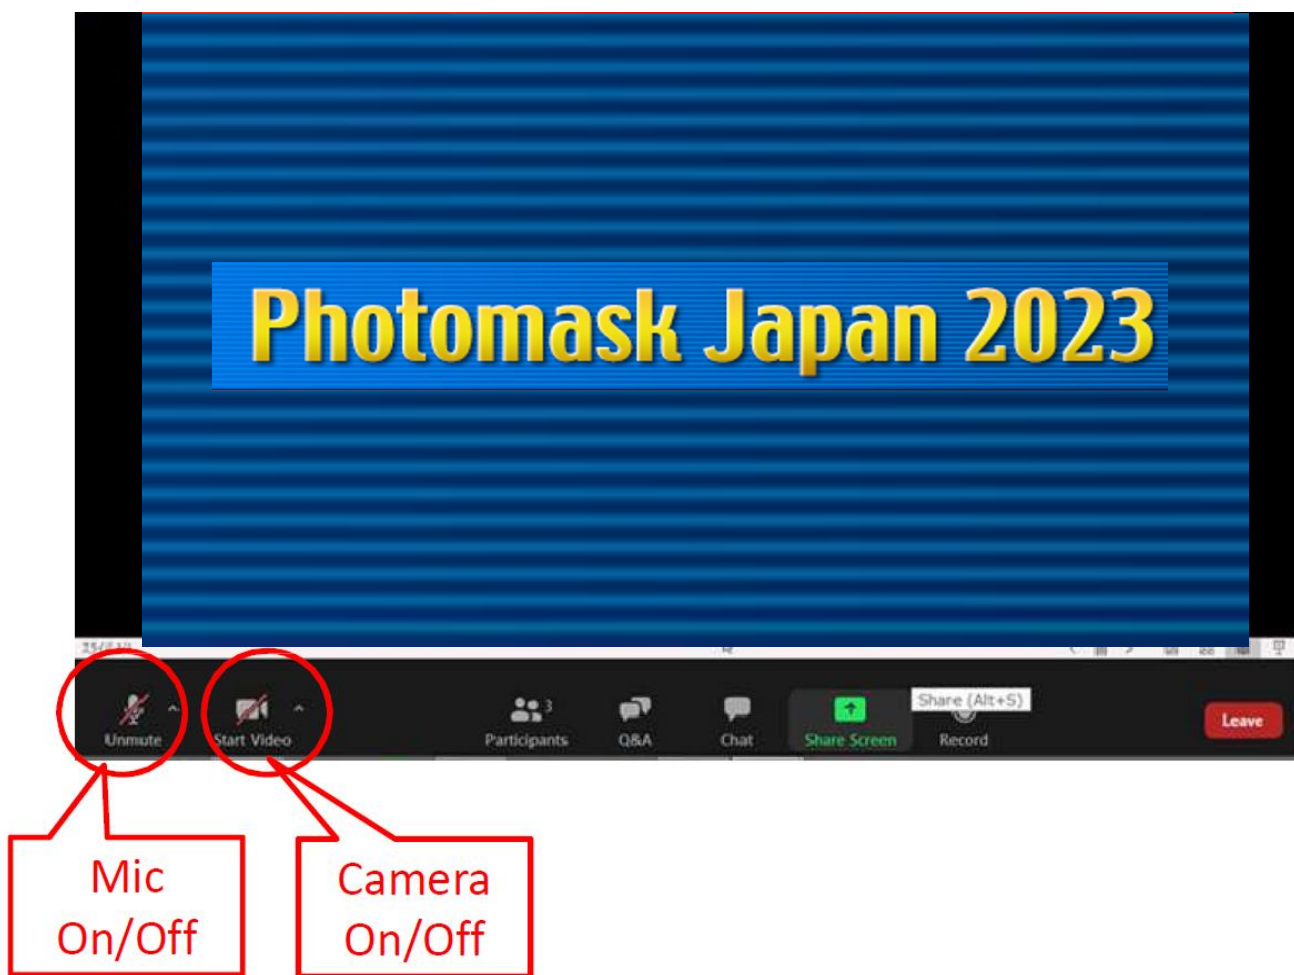 Photomask Japan 2023
Unmute
Start Video
Participants
3
Q&A
Chat
Share Screen
Share (Alt+S)
Record
Leave
Mic
On/Off
Camera
On/Off